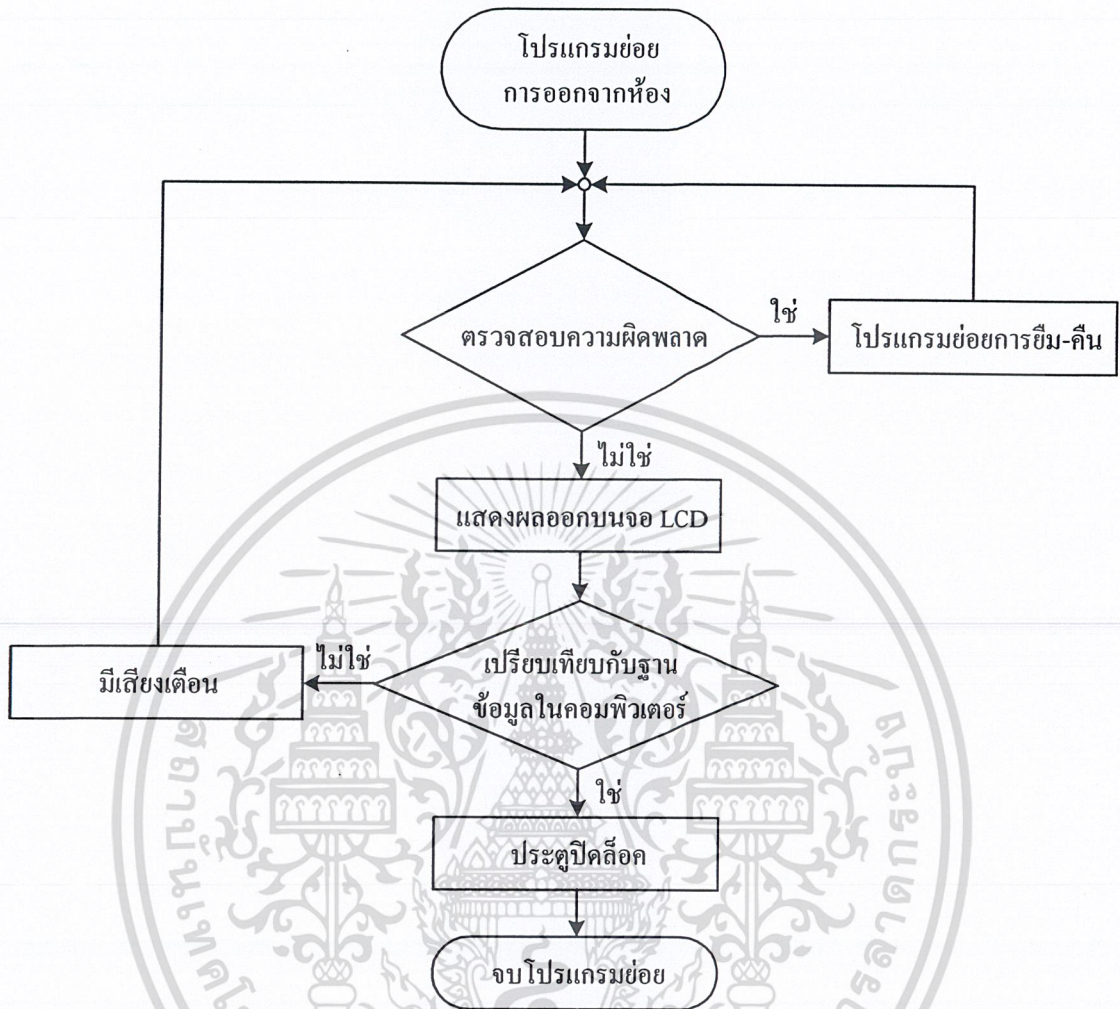 โปรแกรมย่อย
การออกจากห้อง
ตรวจสอบความผิดพลาด
ใช่
โปรแกรมย่อยการยืม-คืน
ไม่ใช่
แสดงผลออกบนจอ LCD
เปรียบเทียบกับฐาน
ข้อมูลในคอมพิวเตอร์
ไม่ใช่
มีเสียงเตือน
ใช่
ประตูปิดล็อค
จบโปรแกรมย่อย